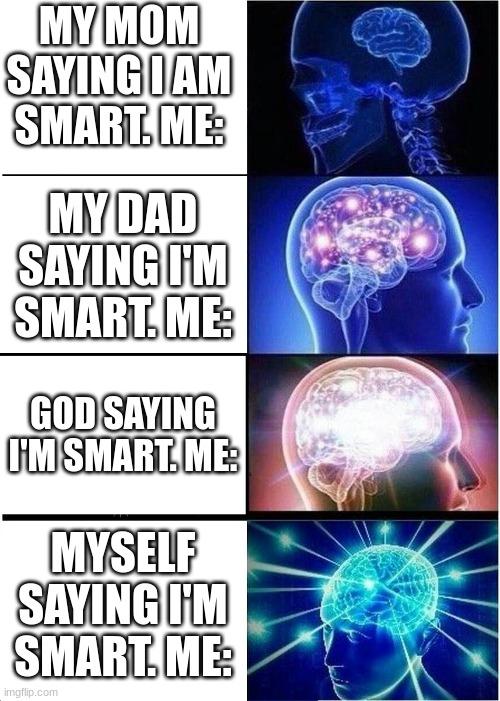 MY MOM
SAYING I AM
SMART. ME:
MY DAD
SAYING I'M
SMART. ME:
GOD SAYING
I'M SMART. ME:
MYSELF
SAYING I'M
SMART. ME:
imgflip.com